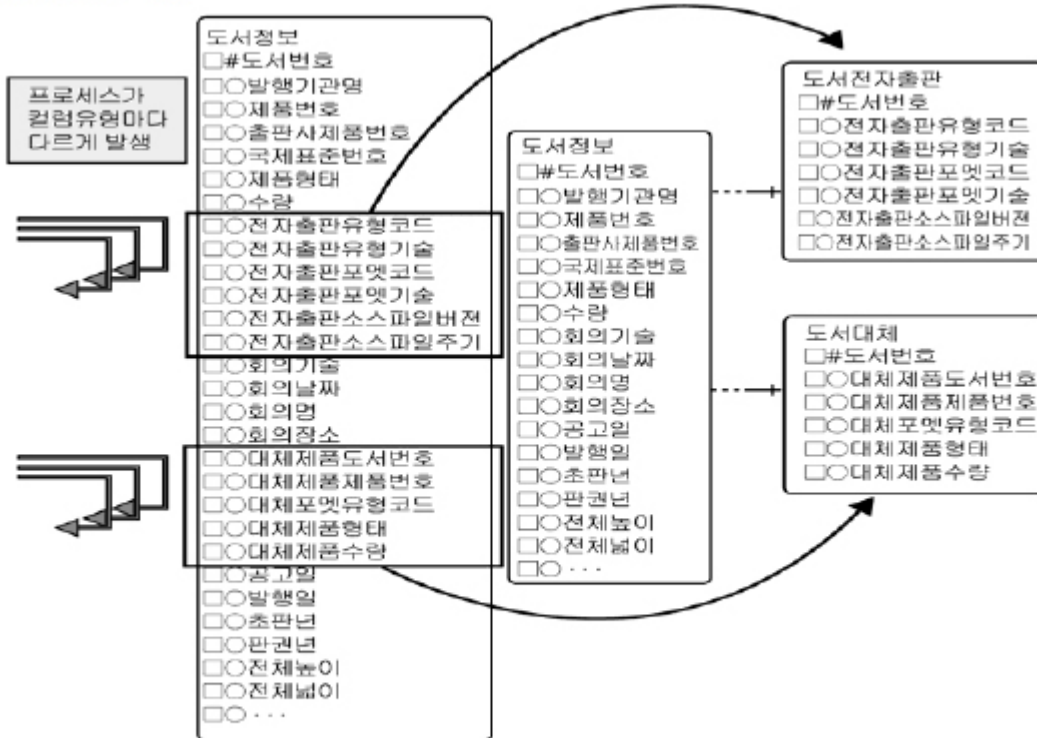 프로세스가
컬럼유형마다
다르게 발생
도서정보
□#도서번호
□○발행기관명
□○제품번호
□○출판사제품번호
□○국제표준번호
□○제품형태
□○수량
□○전자출판유형코드
□○전자출판유형기술
□○전자출판포멧코드
□○전자출판포멧기술
□○전자출판소스파일버젼
□○전자출판소스파일주기
□○회의기술
□○회의날짜
□○회의명
□○회의장소
□○대체제품도서번호
□○대체제품제품번호
□○대체포멧유형코드
□○대체제품형태
□○대체제품수량
□○공고일
□○발행일
□○초판년
□○판권년
□○전체높이
□○전체넓이
□○···
도서정보
□#도서번호
□○발행기관명
□○제품번호
□○출판사제품번호
□○국제표준번호
□○제품형태
□○수량
□○회의기술
□○회의날짜
□○회의명
□○회의장소
□○공고일
□○발행일
□○초판년
□○판권년
□○전체높이
□○전체넓이
□○···
도서전자출판
□#도서번호
□○전자출판유형코드
□○전자출판유형기술
□○전자출판포멧코드
□○전자출판포멧기술
□○전자출판소스파일버젼
□○전자출판소스파일주기
도서대체
□#도서번호
□○대체제품도서번호
□○대체제품제품번호
□○대체포멧유형코드
□○대체제품형태
□○대체제품수량